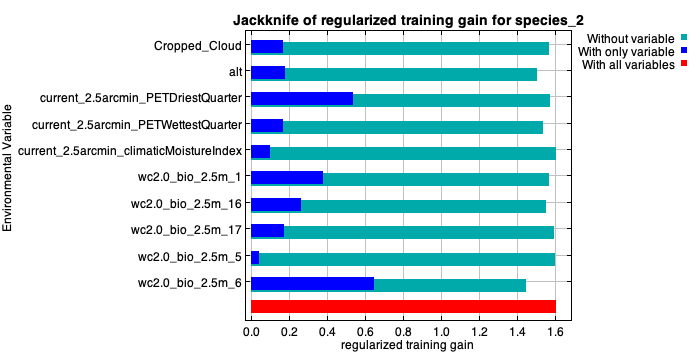 Jackknife of regularized training gain for species_2
Without variable
With only variable
With all variables
Environmental Variable
Cropped_Cloud
alt
current_2.5arcmin_PETDriestQuarter
current_2.5arcmin_PETWettestQuarter
current_2.5arcmin_climaticMoistureIndex
wc2.0_bio_2.5m_1
wc2.0_bio_2.5m_16
wc2.0_bio_2.5m_17
wc2.0_bio_2.5m_5
wc2.0_bio_2.5m_6
0.0 0.2 0.4 0.6 0.8 1.0 1.2 1.4 1.6
regularized training gain